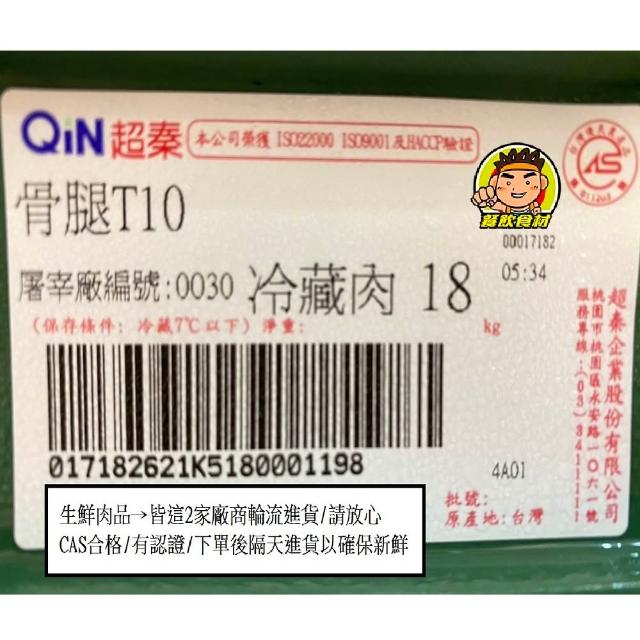 QiN 超秦
本公司榮獲 ISO22000 ISO9001及HACCP驗證
骨腿T10
餐飲食材
00017182
05:34
屠宰廠編號:0030 冷藏肉 18
kg
(保存條件: 冷藏7℃以下) 淨重:
超秦企業股份有限公司
桃園市桃園區永安路一〇六一號
017182621K5180001198
4A01
批號:
原產地:台灣
生鮮肉品→皆這2家廠商輪流進貨/請放心
CAS合格/有認證/下單後隔天進貨以確保新鮮